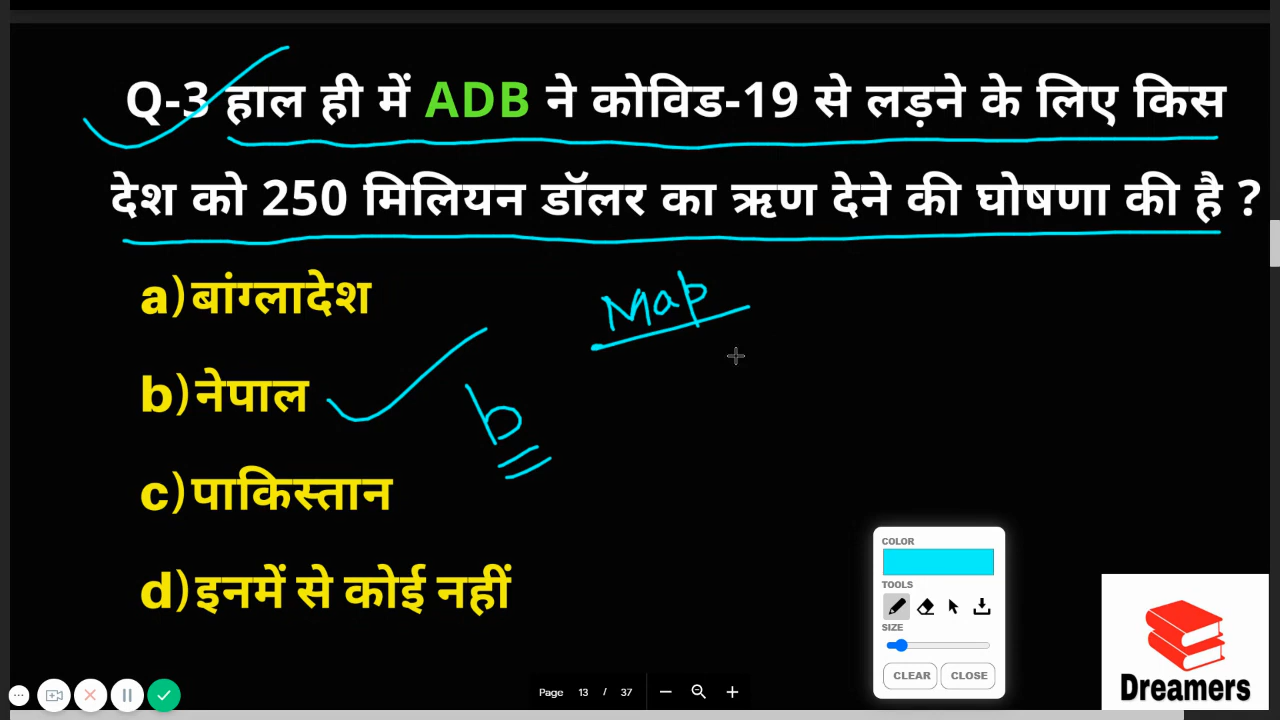 Q-3 हाल ही में ADB ने कोविड-19 से लड़ने के लिए किस
देश को 250 मिलियन डॉलर का ऋण देने की घोषणा की है ?
a) बांग्लादेश
Map
b) नेपाल
b
c) पाकिस्तान
d) इनमें से कोई नहीं
COLOR
TOOLS
SIZE
CLEAR CLOSE
Dreamers
Page 13 / 37